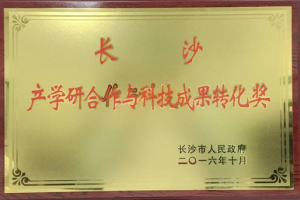 长 沙
产学研合作与科技成果转化奖
长沙市人民政府
二〇一六年十月